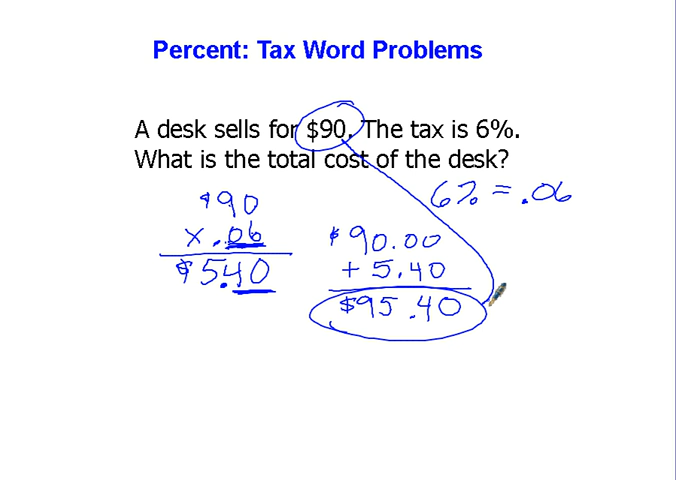 Percent: Tax Word Problems
A desk sells for $90. The tax is 6%.
What is the total cost of the desk?
6% = .06
$90
x .06
$5.40
$90.00
+ 5.40
$95.40